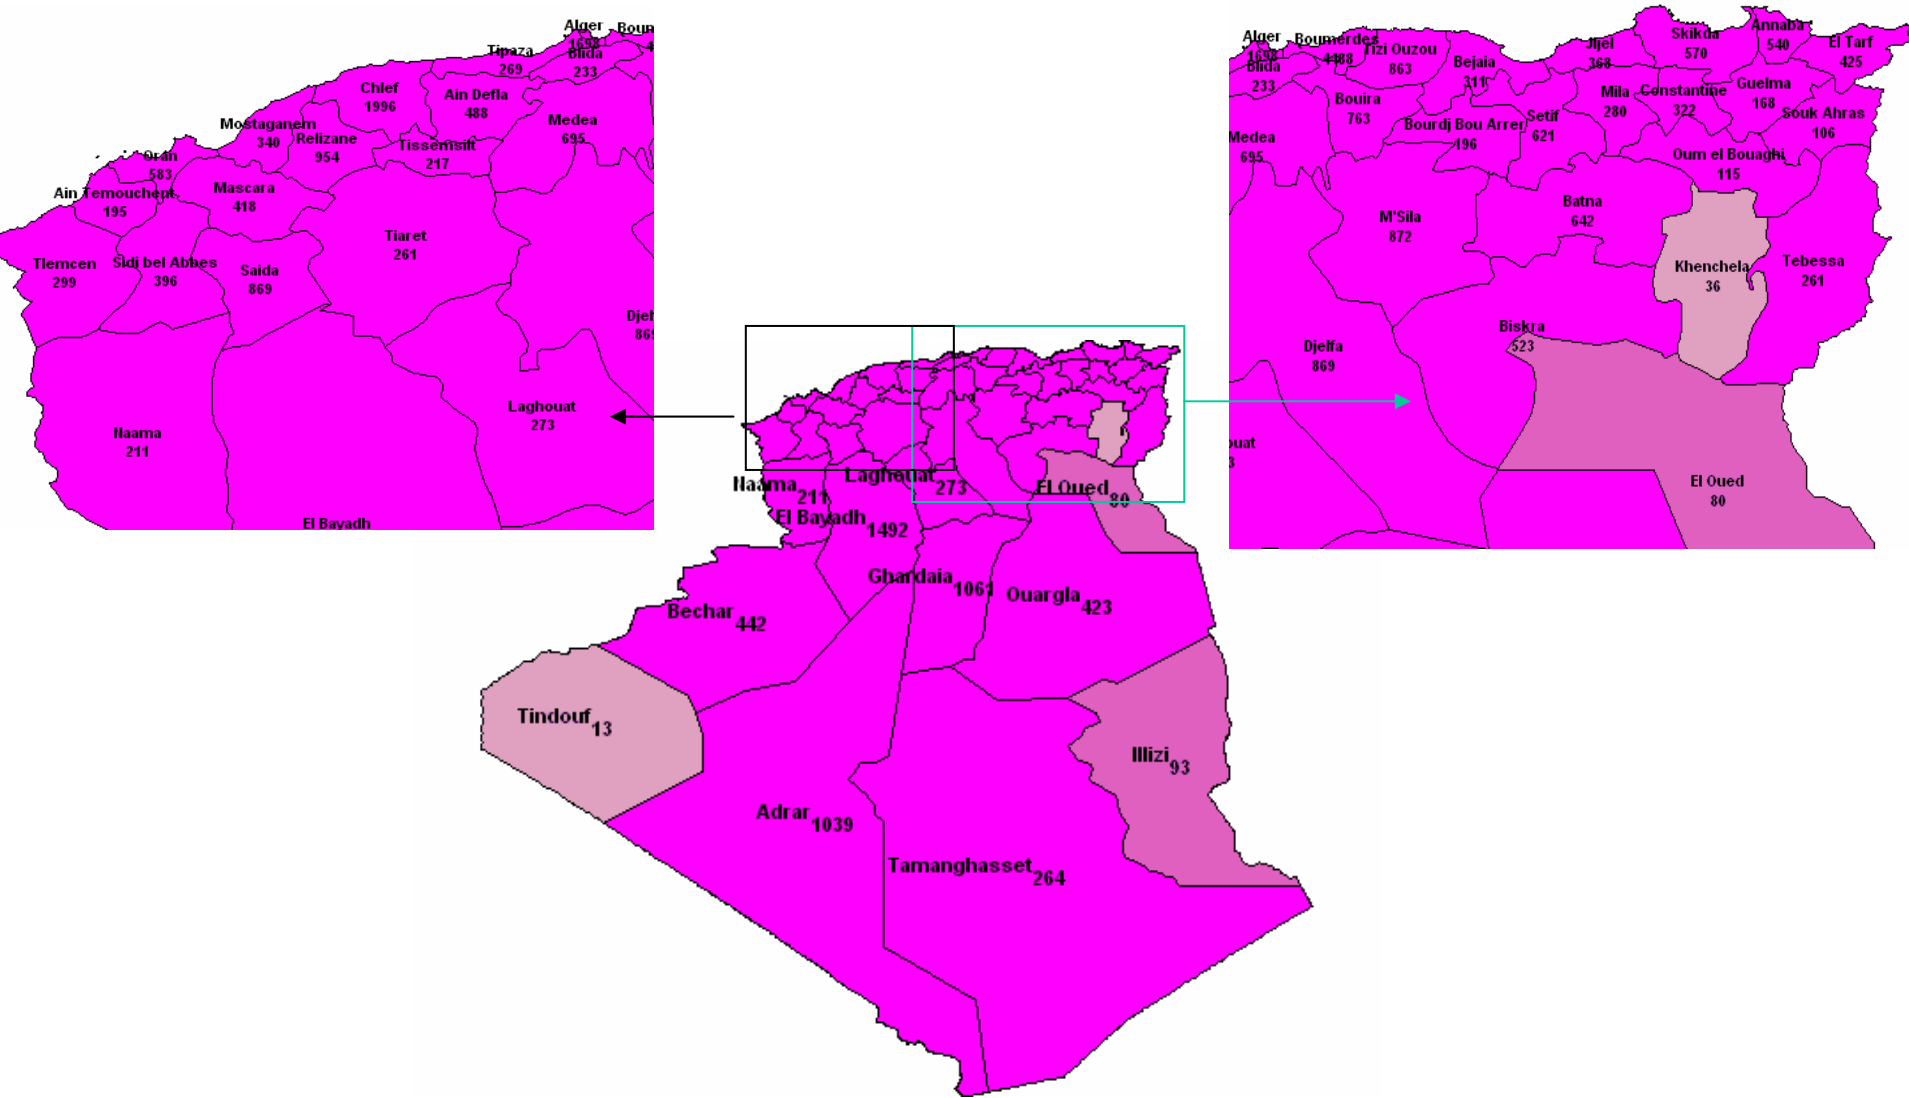 Alger
1698
Boun
Tipaza
269
Blida
233
Chlef
1996
Ain Defla
488
Medea
695
Mostaganem
340
Relizane
954
Tissemsilt
217
Oran
583
Ain Temouchent
195
Mascara
418
Tiaret
261
Tlemcen
299
Sidi bel Abbes
396
Saida
869
Djel
869
Laghouat
273
Naama
211
El Bayadh
Alger
1698
Boumerdes
Blida
233
Tizi Ouzou
863
Bejaia
311
Jijel
368
Skikda
570
Annaba
540
El Tarf
425
Bouira
763
Bourdj Bou Arrer
196
Setif
621
Mila
280
Constantine
322
Guelma
168
Souk Ahras
106
Medea
695
Oum el Bouaghi
115
M'Sila
872
Batna
642
Khenchela
36
Tebessa
261
Biskra
523
Djelfa
869
ouat
3
El Oued
80
Naama 211
Laghouat 273
El Oued 80
El Bayadh 1492
Ghardaia 1061
Ouargla 423
Bechar 442
Tindouf 13
Illizi 93
Adrar 1039
Tamanghasset 264